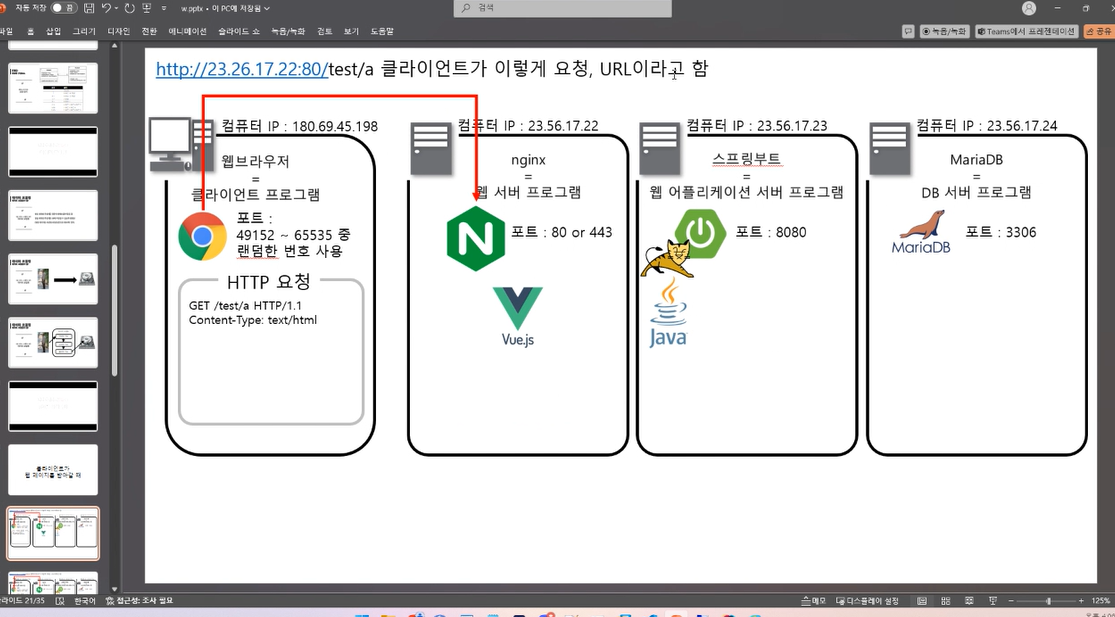 자동 저장 끔
w.pptx • 이 PC에 저장됨
검색
파일 홈 삽입 그리기 디자인 전환 애니메이션 슬라이드 쇼 녹음/녹화 검토 보기 도움말
녹음/녹화 Teams에서 프레젠테이션 공유
http://23.26.17.22:80/test/a 클라이언트가 이렇게 요청, URL이라고 함
컴퓨터 IP : 180.69.45.198
웹브라우저
=
클라이언트 프로그램
포트 :
49152 ~ 65535 중
랜덤한 번호 사용
HTTP 요청
GET /test/a HTTP/1.1
Content-Type: text/html
컴퓨터 IP : 23.56.17.22
nginx
=
웹 서버 프로그램
N
포트 : 80 or 443
Vue.js
컴퓨터 IP : 23.56.17.23
스프링부트
=
웹 어플리케이션 서버 프로그램
포트 : 8080
Java
컴퓨터 IP : 23.56.17.24
MariaDB
=
DB 서버 프로그램
MariaDB
포트 : 3306
클라이언트가
웹 페이지를 받아갈 때
슬라이드 21/35 한국어 접근성: 조사 필요
메모 디스플레이 설정 125%